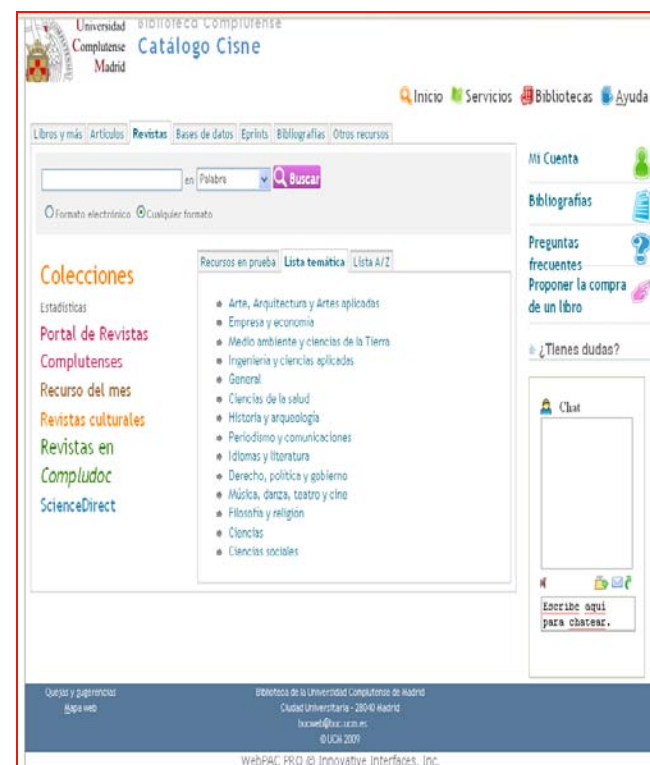 Universidad
Complutense
Madrid
Biblioteca Complutense
Catálogo Cisne
Inicio Servicios Bibliotecas Ayuda
Libros y más Artículos Revistas Bases de datos Eprints Bibliografías Otros recursos
en Palabra Buscar
Formato electrónico Cualquier formato
Colecciones
Estadísticas
Portal de Revistas
Complutenses
Recurso del mes
Revistas culturales
Revistas en
Compludoc
ScienceDirect
Recursos en prueba Lista temática Lista A/Z
Arte, Arquitectura y Artes aplicadas
Empresa y economía
Medio ambiente y ciencias de la Tierra
Ingeniería y ciencias aplicadas
General
Ciencias de la salud
Historia y arqueología
Periodismo y comunicaciones
Idiomas y literatura
Derecho, política y gobierno
Música, danza, teatro y cine
Filosofía y religión
Ciencias
Ciencias sociales
Mi Cuenta
Bibliografías
Preguntas
frecuentes
Proponer la compra
de un libro
¿Tienes dudas?
Chat
Escribe aqui
para chatear.
Quejas y sugerencias
Mapa web
Biblioteca de la Universidad Complutense de Madrid
Ciudad Universitaria - 28040 Madrid
bucweb@buc.ucm.es
© UCM 2009
WebPAC PRO © Innovative Interfaces, Inc.